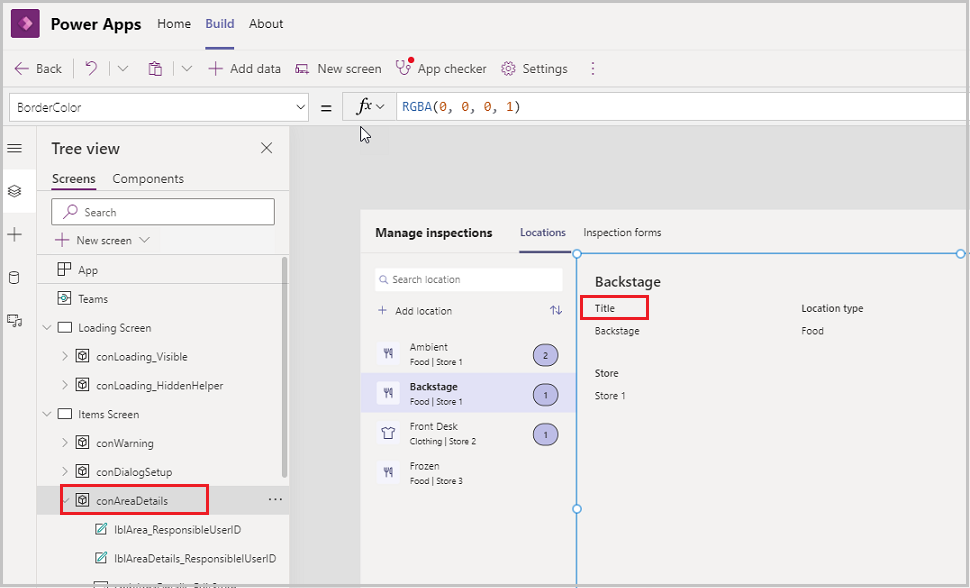 Power Apps Home Build About
Back Add data New screen App checker Settings
BorderColor = fx RGBA(0, 0, 0, 1)
Tree view
Screens Components
Search
New screen
App
Teams
Loading Screen
conLoading_Visible
conLoading_HiddenHelper
Items Screen
conWarning
conDialogSetup
conAreaDetails
lblArea_ResponsibleUserID
lblAreaDetails_ResponsibleIUserID
Manage inspections Locations Inspection forms
Search location
Add location
Ambient
Food | Store 1
2
Backstage
Food | Store 1
1
Front Desk
Clothing | Store 2
1
Frozen
Food | Store 3
Backstage
Title Location type
Backstage Food
Store
Store 1